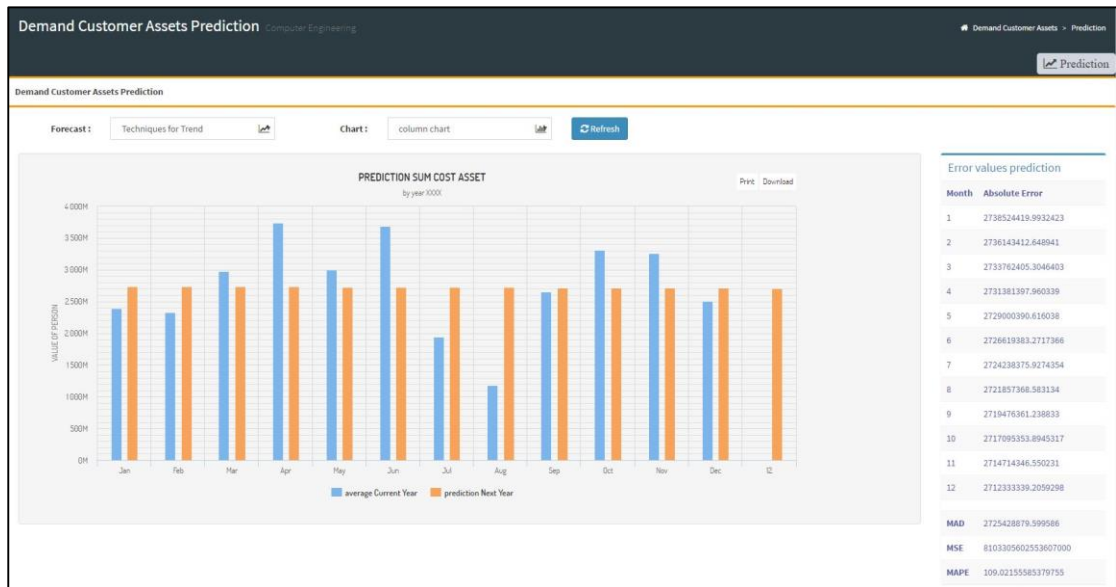 Demand Customer Assets Prediction Computer Engineering
Demand Customer Assets > Prediction
Prediction
Demand Customer Assets Prediction
Forecast : Techniques for Trend Chart : column chart Refresh
PREDICTION SUM COST ASSET
by year XXXX
Print Download
VALUE OF PERSON
4 000M
3 500M
3 000M
2 500M
2 000M
1 500M
1 000M
500M
0M
Jan Feb Mar Apr May Jun Jul Aug Sep Oct Nov Dec 12
average Current Year prediction Next Year
Error values prediction
Month Absolute Error
1 2738524419.9932423
2 2736143412.648941
3 2733762405.3046403
4 2731381397.960339
5 2729000390.616038
6 2726619383.2717366
7 2724238375.9274354
8 2721857368.583134
9 2719476361.238833
10 2717095353.8945317
11 2714714346.550231
12 2712333339.2059298
MAD 2725428879.599586
MSE 8103305602553607000
MAPE 109.02155585379755